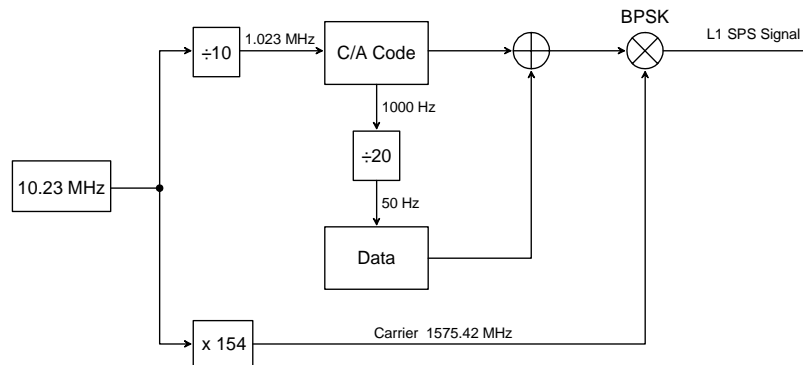 BPSK
÷10
1.023 MHz
C/A Code
L1 SPS Signal
1000 Hz
÷20
10.23 MHz
50 Hz
Data
x 154
Carrier 1575.42 MHz